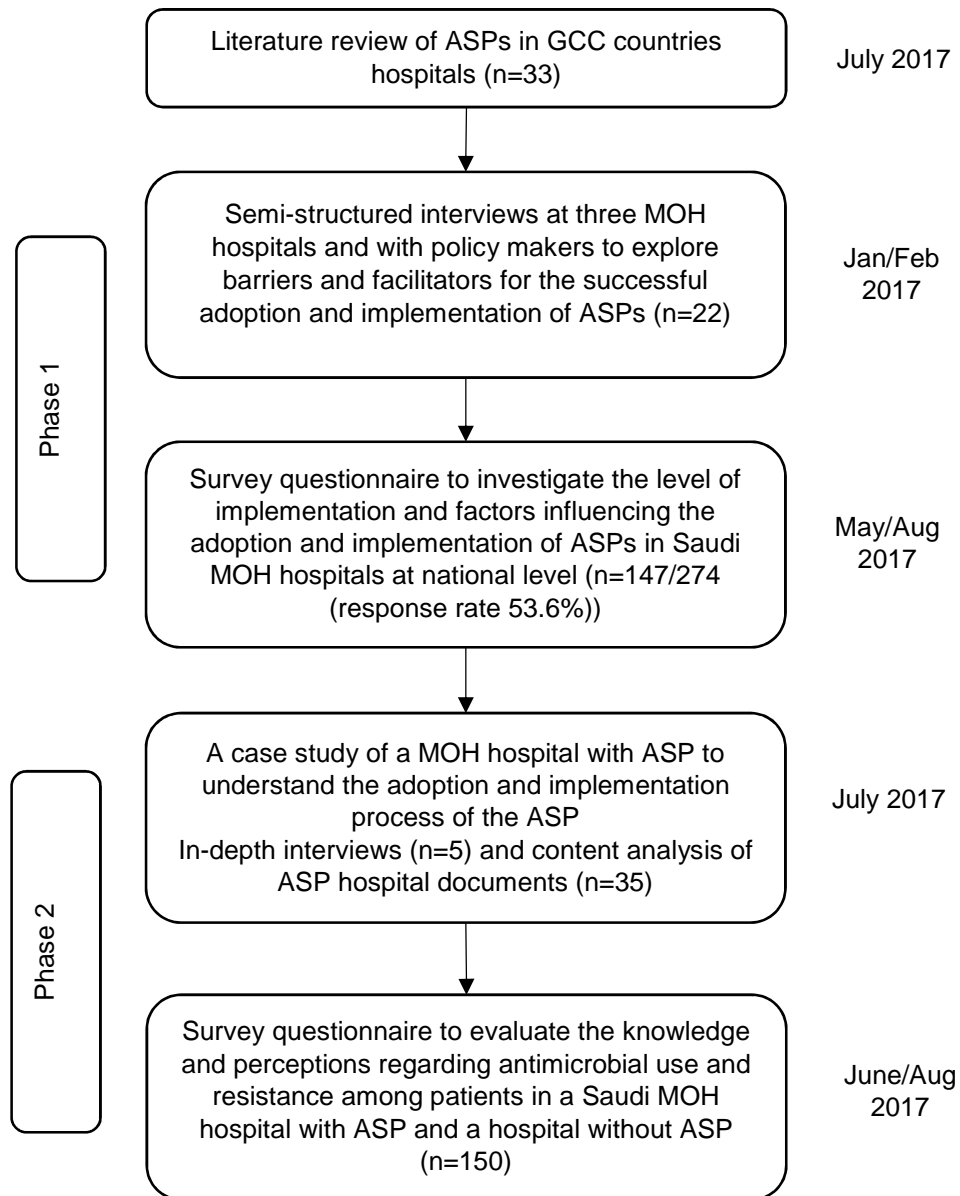 Literature review of ASPs in GCC countries
hospitals (n=33)
July 2017
Phase 1
Semi-structured interviews at three MOH
hospitals and with policy makers to explore
barriers and facilitators for the successful
adoption and implementation of ASPs (n=22)
Jan/Feb
2017
Survey questionnaire to investigate the level of
implementation and factors influencing the
adoption and implementation of ASPs in Saudi
MOH hospitals at national level (n=147/274
(response rate 53.6%))
May/Aug
2017
Phase 2
A case study of a MOH hospital with ASP to
understand the adoption and implementation
process of the ASP
In-depth interviews (n=5) and content analysis of
ASP hospital documents (n=35)
July 2017
Survey questionnaire to evaluate the knowledge
and perceptions regarding antimicrobial use and
resistance among patients in a Saudi MOH
hospital with ASP and a hospital without ASP
(n=150)
June/Aug
2017